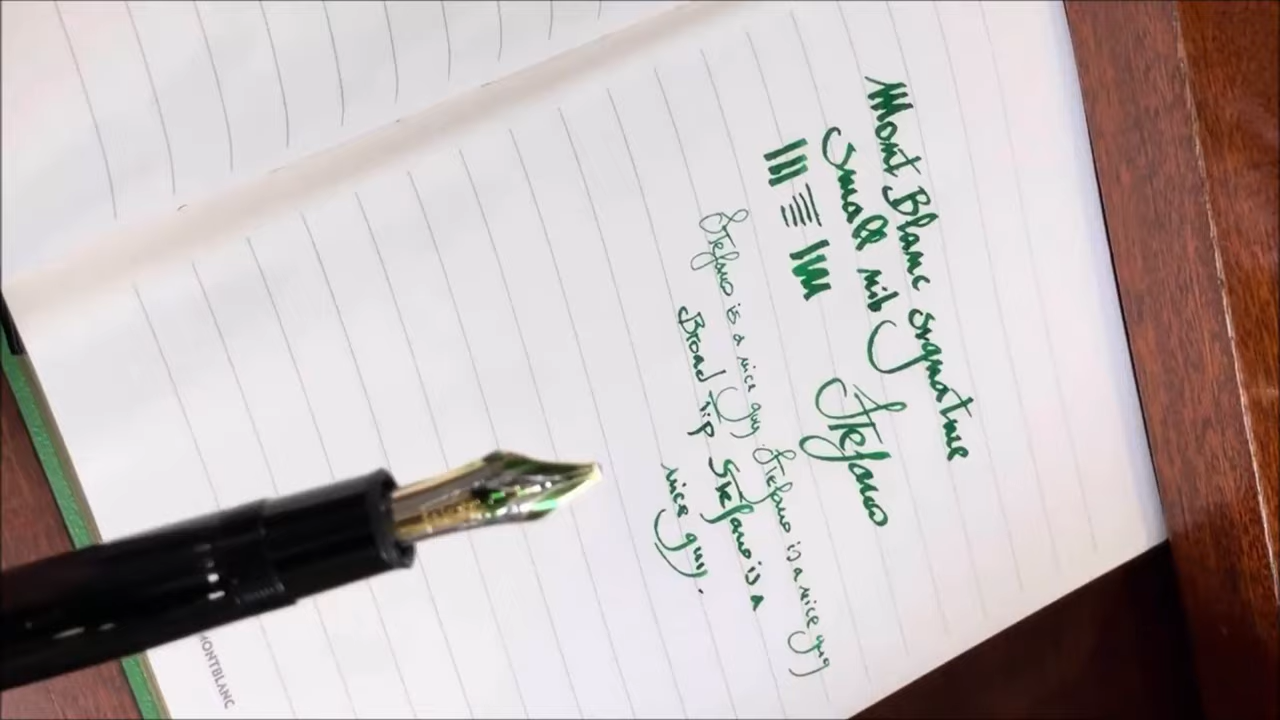 Mont Blanc signature
Small nib Stefano
Stefano is a nice guy. Stefano is a nice guy
Broad tip Stefano is a
nice guy.
MONTBLANC